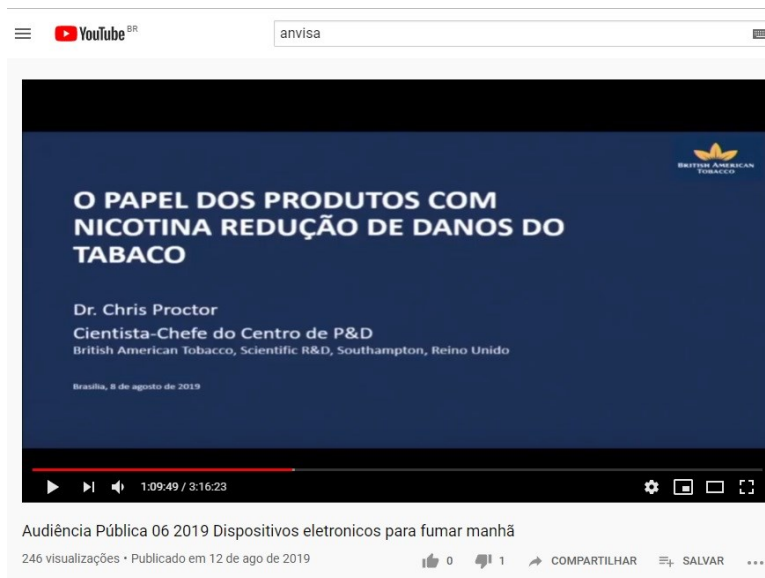 YouTube BR
anvisa
BRITISH AMERICAN
TOBACCO
O PAPEL DOS PRODUTOS COM
NICOTINA REDUÇÃO DE DANOS DO
TABACO
Dr. Chris Proctor
Cientista-Chefe do Centro de P&D
British American Tobacco, Scientific R&D, Southampton, Reino Unido
Brasília, 8 de agosto de 2019
1:09:49 / 3:16:23
Audiência Pública 06 2019 Dispositivos eletronicos para fumar manhã
246 visualizações • Publicado em 12 de ago de 2019
0
1
COMPARTILHAR
SALVAR